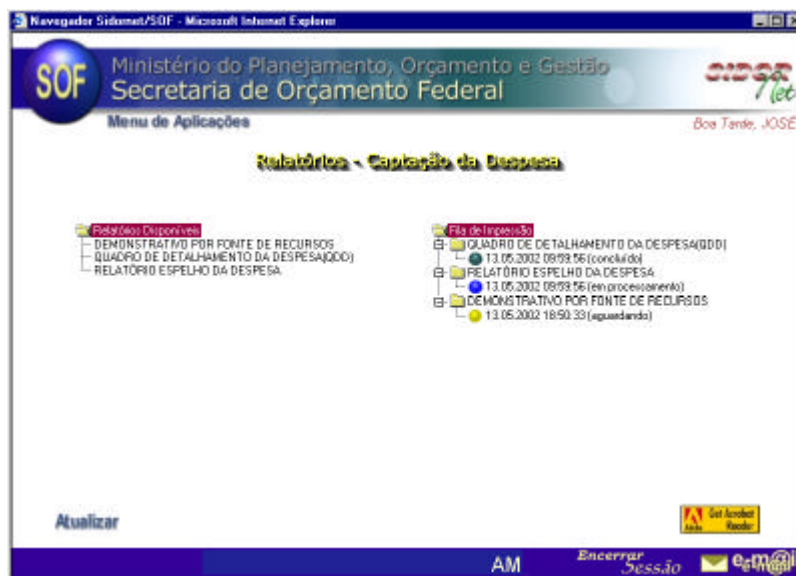 Navegador Sidornet/SOF - Microsoft Internet Explorer
SOF
Ministério do Planejamento, Orçamento e Gestão
Secretaria de Orçamento Federal
SIDOR
Net
Menu de Aplicações
Boa Tarde, JOSÉ
Relatórios - Captação da Despesa
Relatórios Disponíveis
DEMONSTRATIVO POR FONTE DE RECURSOS
QUADRO DE DETALHAMENTO DA DESPESA(QDD)
RELATÓRIO ESPELHO DA DESPESA
Fila de Impressão
QUADRO DE DETALHAMENTO DA DESPESA(QDD)
13.05.2002 09:59:56 (concluído)
RELATÓRIO ESPELHO DA DESPESA
13.05.2002 09:59:56 (em processamento)
DEMONSTRATIVO POR FONTE DE RECURSOS
13.05.2002 18:50:33 (aguardando)
Atualizar
Adobe
Get Acrobat
Reader
AM
Encerrar
Sessão
e-m@i